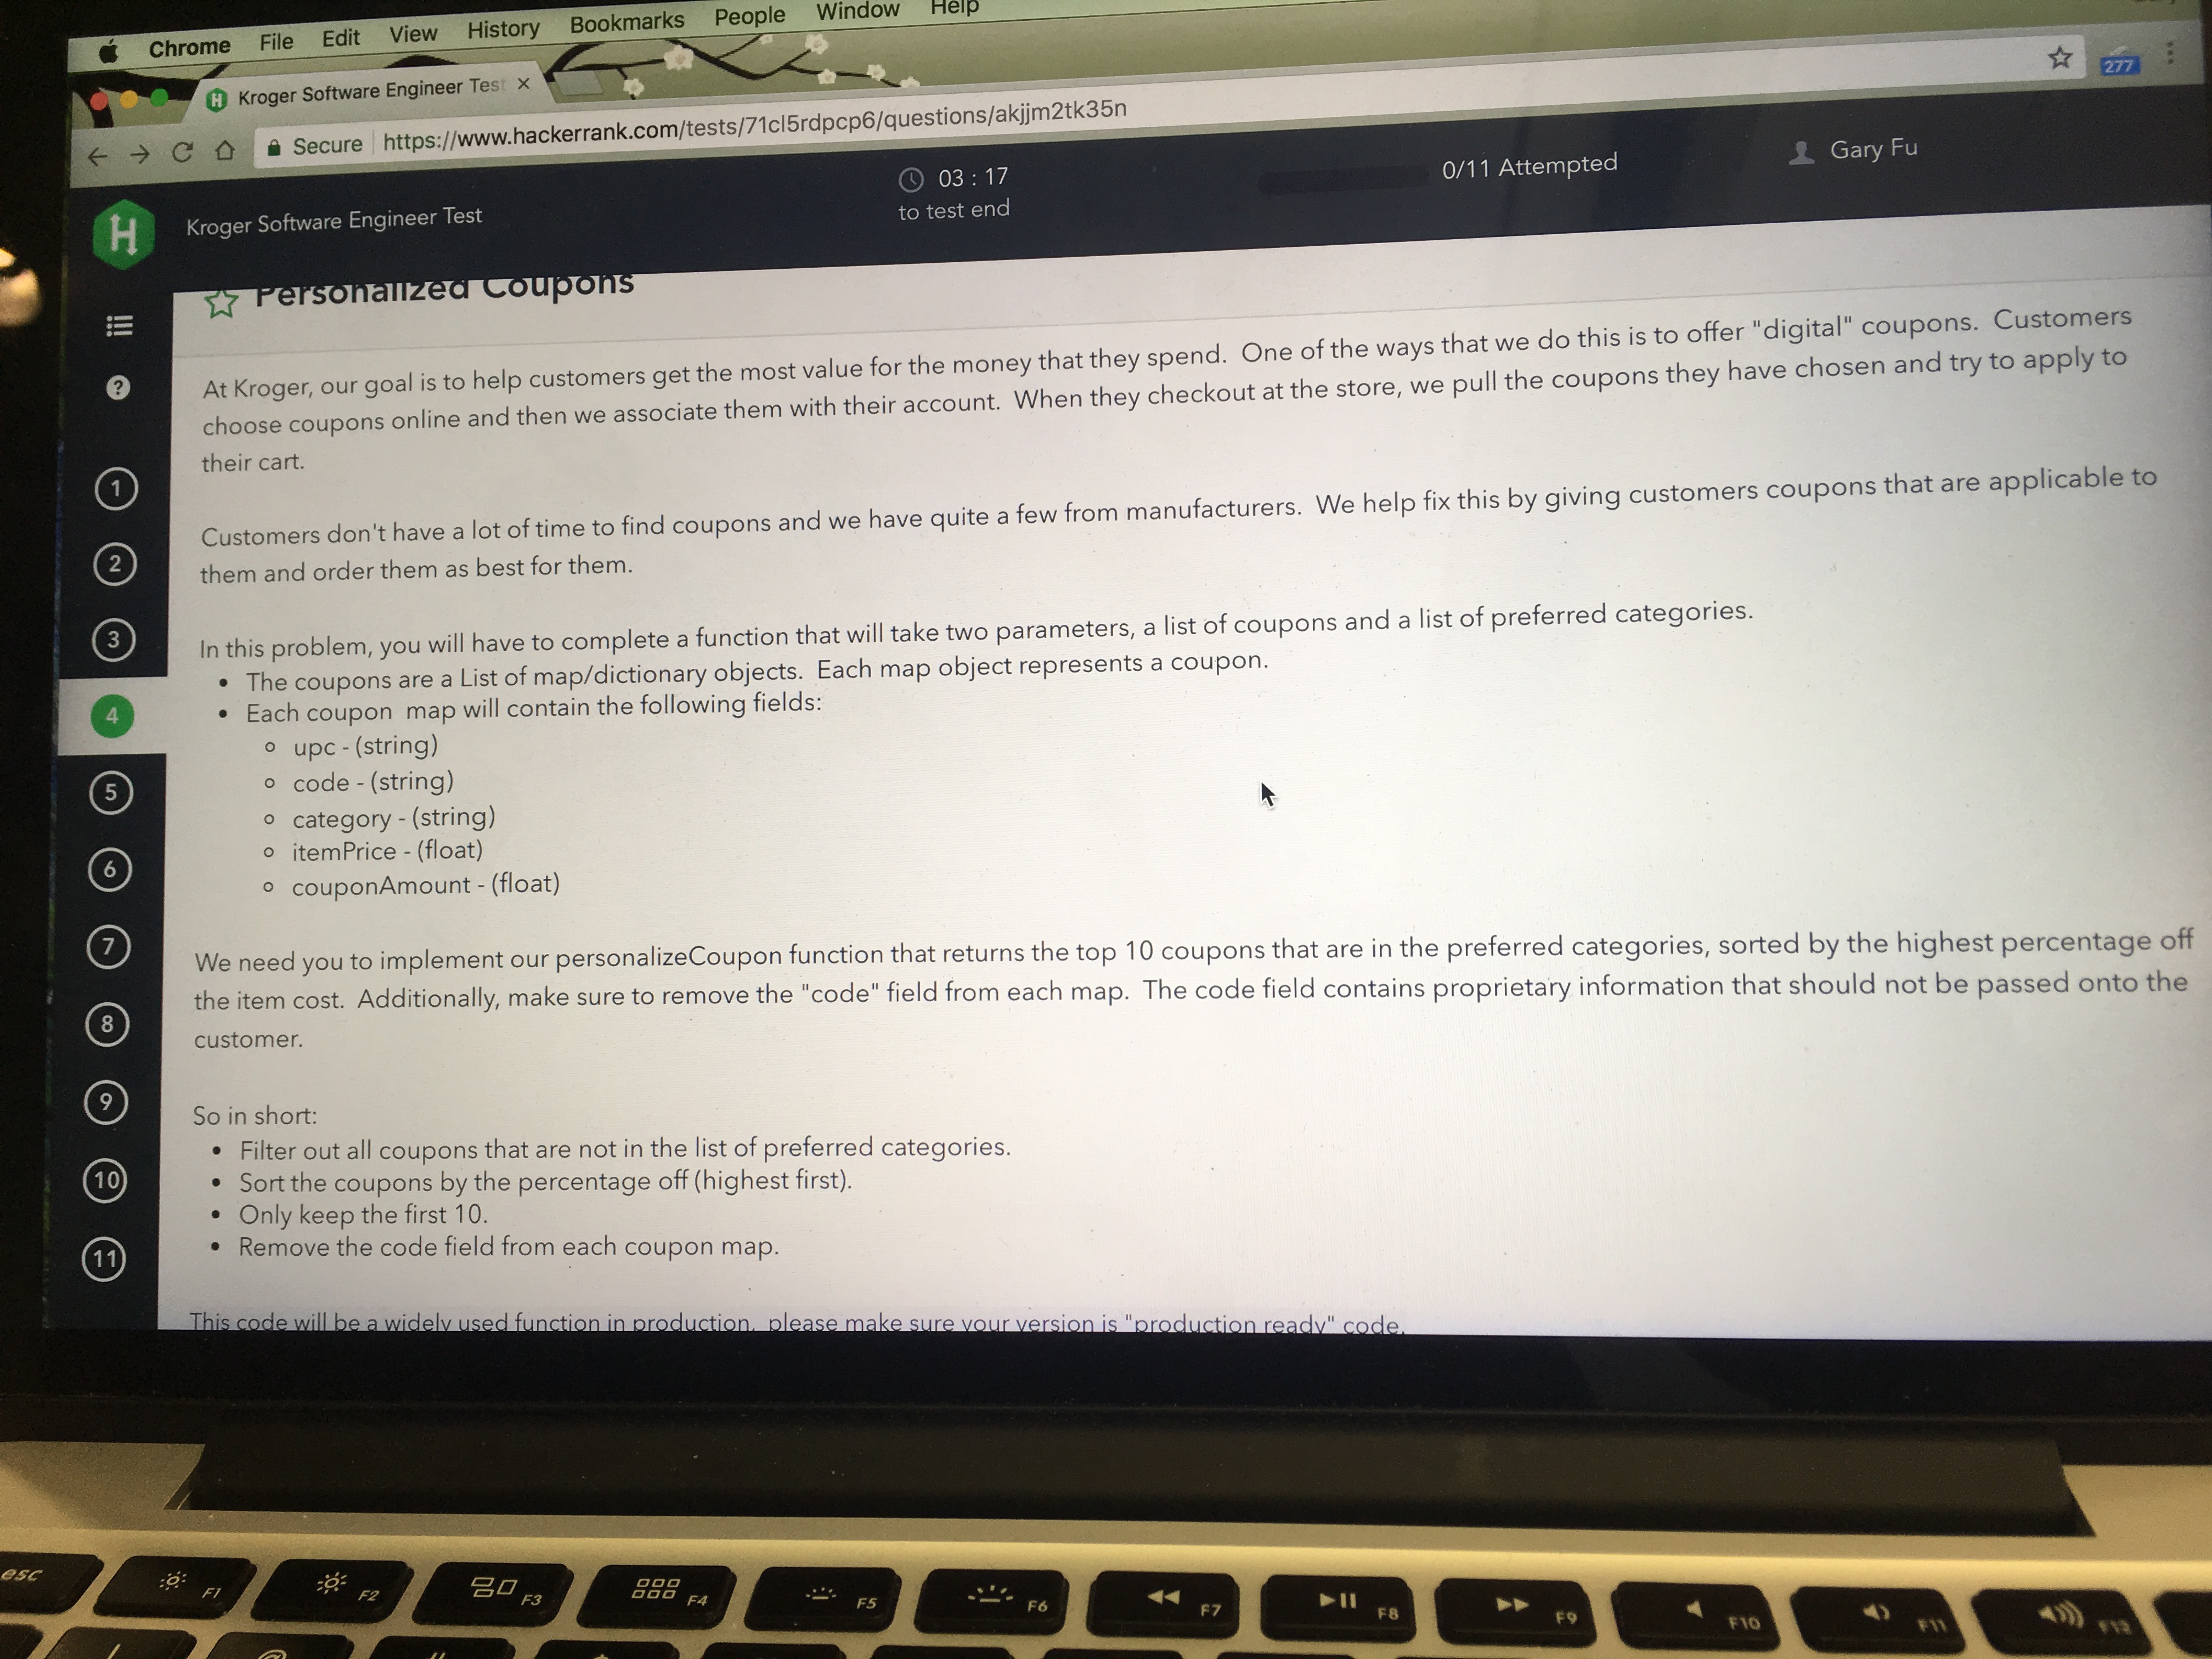 Chrome File Edit View History Bookmarks People Window Help
Kroger Software Engineer Test ×
Secure https://www.hackerrank.com/tests/71cl5rdpcp6/questions/akjjm2tk35n
277
H
Kroger Software Engineer Test
03 : 17
to test end
0/11 Attempted
Gary Fu
Personalized Coupons
At Kroger, our goal is to help customers get the most value for the money that they spend. One of the ways that we do this is to offer "digital" coupons. Customers
choose coupons online and then we associate them with their account. When they checkout at the store, we pull the coupons they have chosen and try to apply to
their cart.
Customers don't have a lot of time to find coupons and we have quite a few from manufacturers. We help fix this by giving customers coupons that are applicable to
them and order them as best for them.
In this problem, you will have to complete a function that will take two parameters, a list of coupons and a list of preferred categories.
• The coupons are a List of map/dictionary objects. Each map object represents a coupon.
• Each coupon map will contain the following fields:
upc - (string)
code - (string)
category - (string)
itemPrice - (float)
couponAmount - (float)
We need you to implement our personalizeCoupon function that returns the top 10 coupons that are in the preferred categories, sorted by the highest percentage off
the item cost. Additionally, make sure to remove the "code" field from each map. The code field contains proprietary information that should not be passed onto the
customer.
So in short:
• Filter out all coupons that are not in the list of preferred categories.
• Sort the coupons by the percentage off (highest first).
• Only keep the first 10.
• Remove the code field from each coupon map.
This code will be a widely used function in production, please make sure your version is "production ready" code.
?
1
2
3
4
5
6
7
8
9
10
11
esc F1 F2 F3 F4 F5 F6 F7 F8 F9 F10 F11 F12